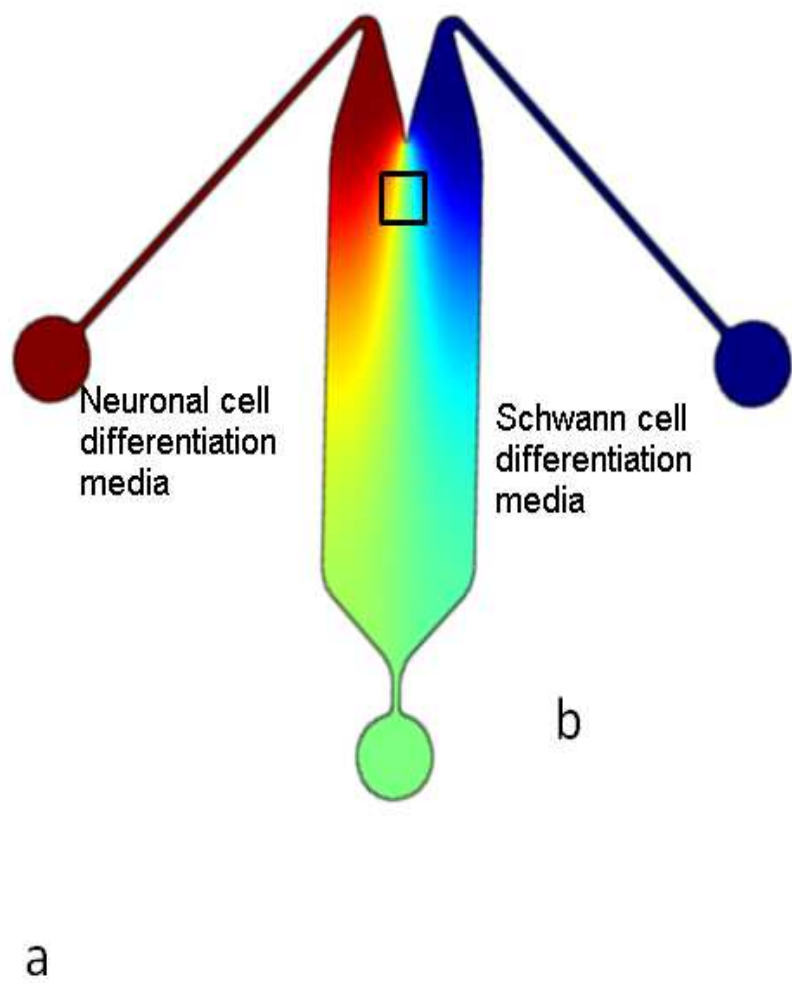 Neuronal cell
differentiation
media
Schwann cell
differentiation
media
b
a